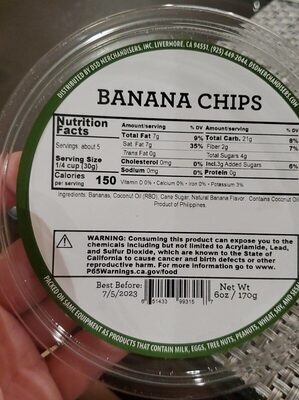 DISTRIBUTED BY DSD MERCHANDISERS, INC. LIVERMORE, CA 94551, (925) 449-2044, DSDMERCHANDISERS.COM
BANANA CHIPS
Nutrition Facts
Servings: about 5
Serving Size
1/4 cup (30g)
Calories
per serving 150
Amount/serving % DV
Total Fat 7g 9%
Sat. Fat 7g 35%
Trans Fat 0g
Cholesterol 0mg 0%
Sodium 0mg 0%
Amount/serving % DV
Total Carb. 21g 8%
Fiber 2g 7%
Total Sugars 4g
Incl.3g Added Sugars 6%
Protein 0g
Vitamin D 0% • Calcium 0% • Iron 0% • Potassium 3%
Ingredients: Bananas, Coconut Oil (RBD), Cane Sugar, Natural Banana Flavor. Contains Coconut Oil
Product of Philippines.
WARNING: Consuming this product can expose you to the
chemicals including but not limited to Acrylamide, Lead,
and Sulfur Dioxide, which are known to the State of
California to cause cancer and birth defects or other
reproductive harm. For more information go to www.
P65Warnings.ca.gov/food
Best Before:
7/5/2023
Net Wt
6oz / 170g
51433 99315
PACKED ON SAME EQUIPMENT AS PRODUCTS THAT CONTAIN MILK, EGGS, TREE NUTS, PEANUTS, WHEAT, SOY, AND